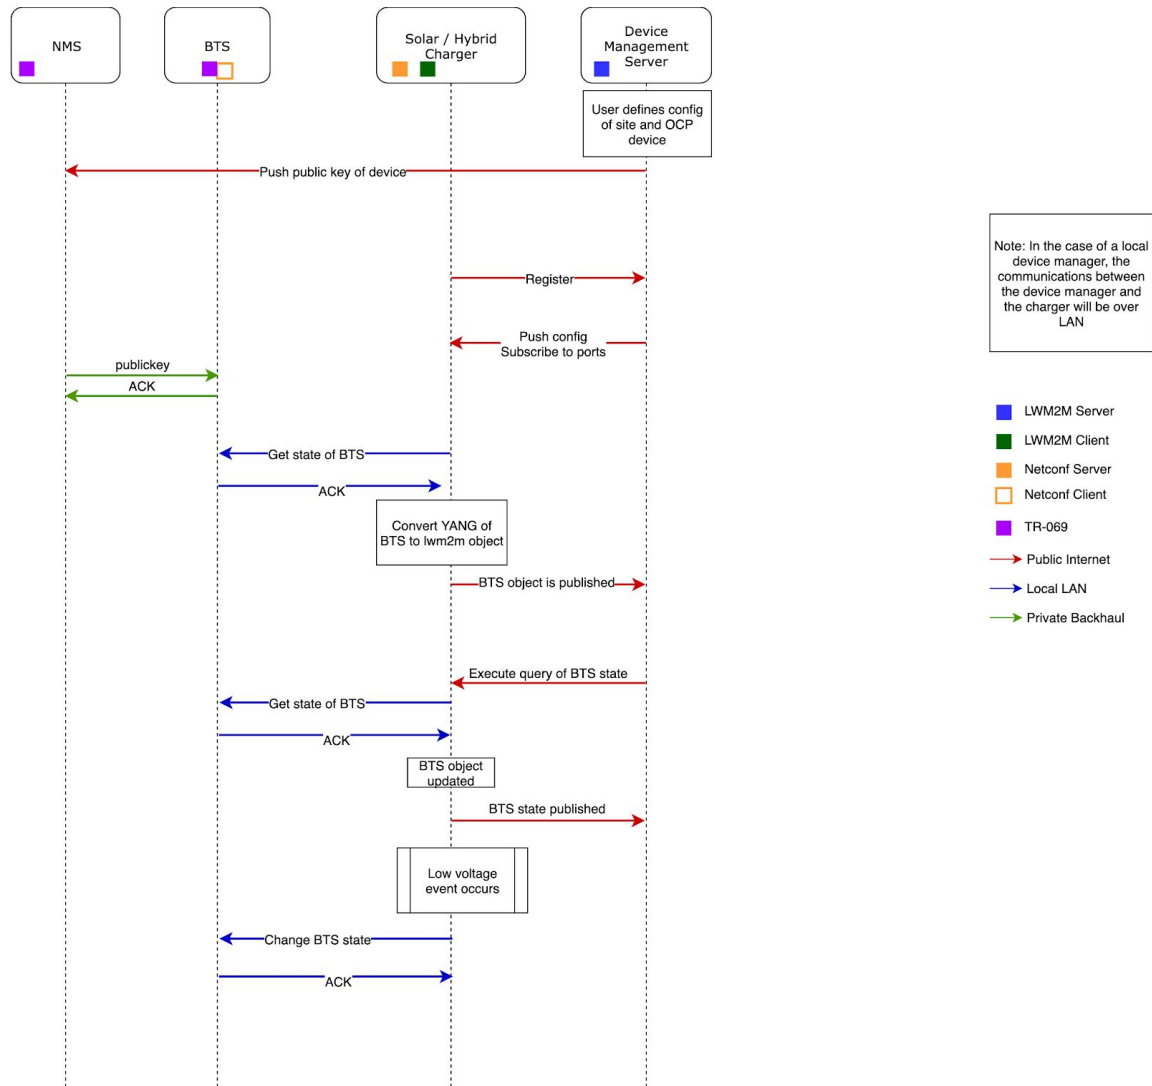 NMS
BTS
Solar / Hybrid
Charger
Device
Management
Server
User defines config
of site and OCP
device
Push public key of device
Note: In the case of a local
device manager, the
communications between
the device manager and
the charger will be over
LAN
Register
Push config
Subscribe to ports
publickey
ACK
LWM2M Server
LWM2M Client
Netconf Server
Netconf Client
TR-069
Public Internet
Local LAN
Private Backhaul
Get state of BTS
ACK
Convert YANG of
BTS to lwm2m object
BTS object is published
Execute query of BTS state
Get state of BTS
ACK
BTS object
updated
BTS state published
Low voltage
event occurs
Change BTS state
ACK